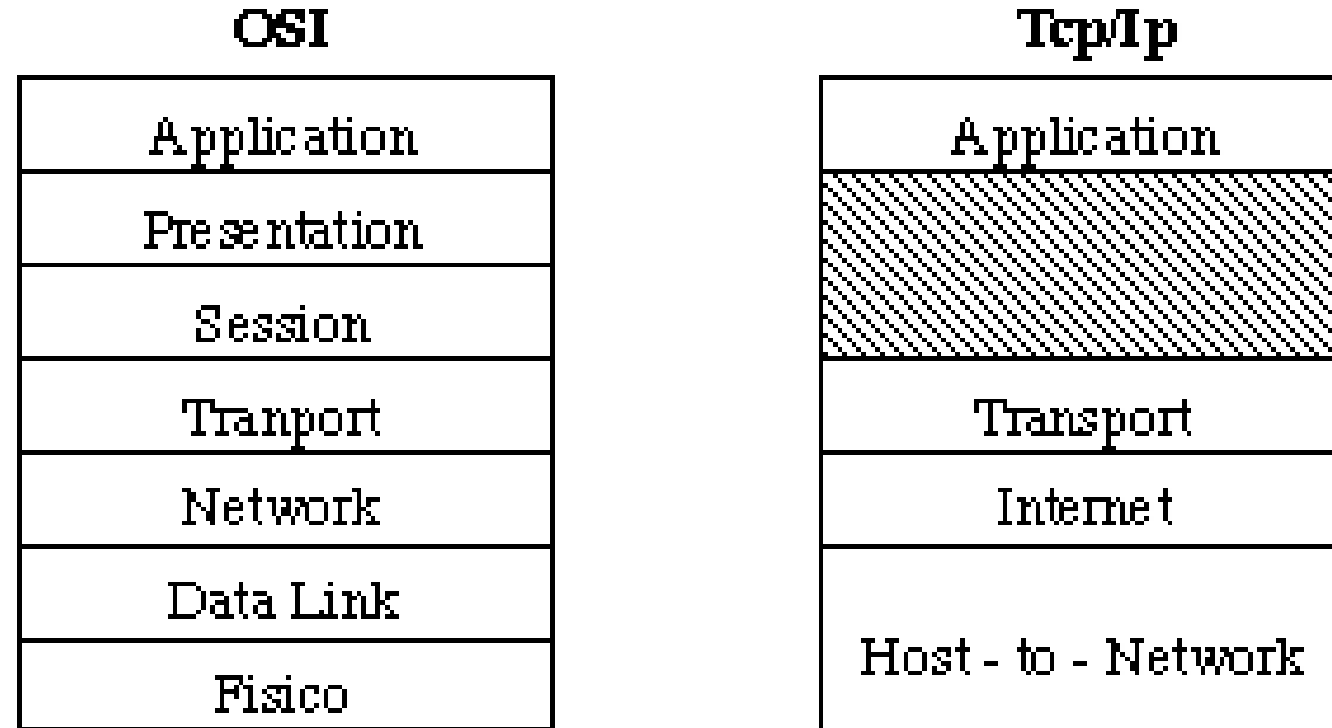 OSI
Application
Presentation
Session
Tranport
Network
Data Link
Fisico
Tcp/Ip
Application
Transport
Internet
Host - to - Network